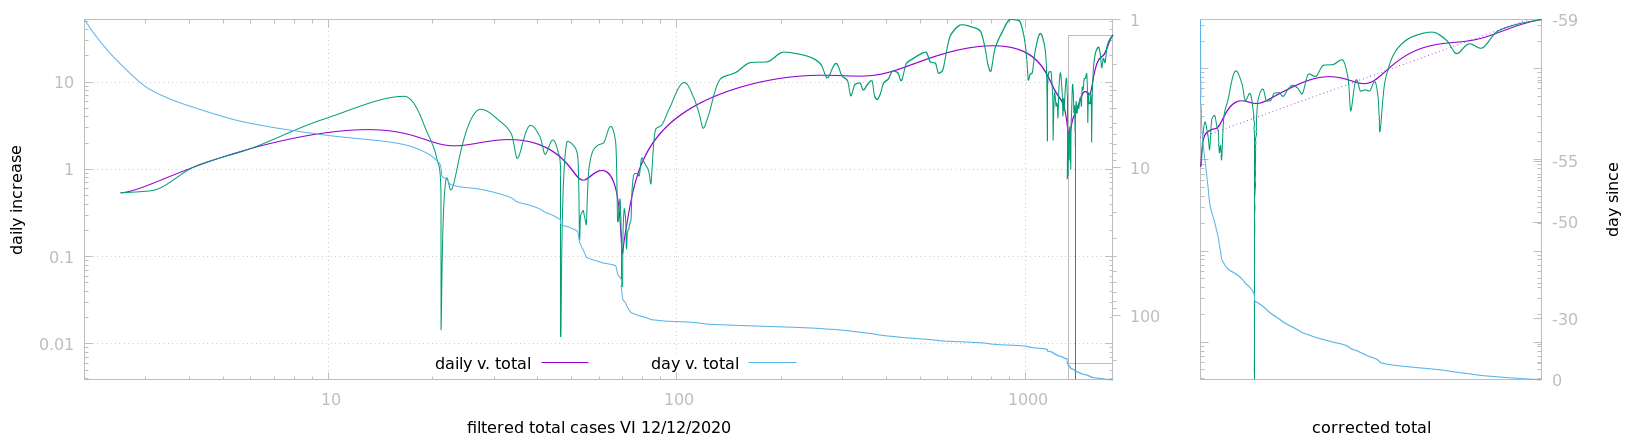 daily increase
10
1
0.1
0.01
10
100
1000
filtered total cases VI 12/12/2020
daily v. total
day v. total
1
10
100
corrected total
-59
-55
-50
-30
0
day since